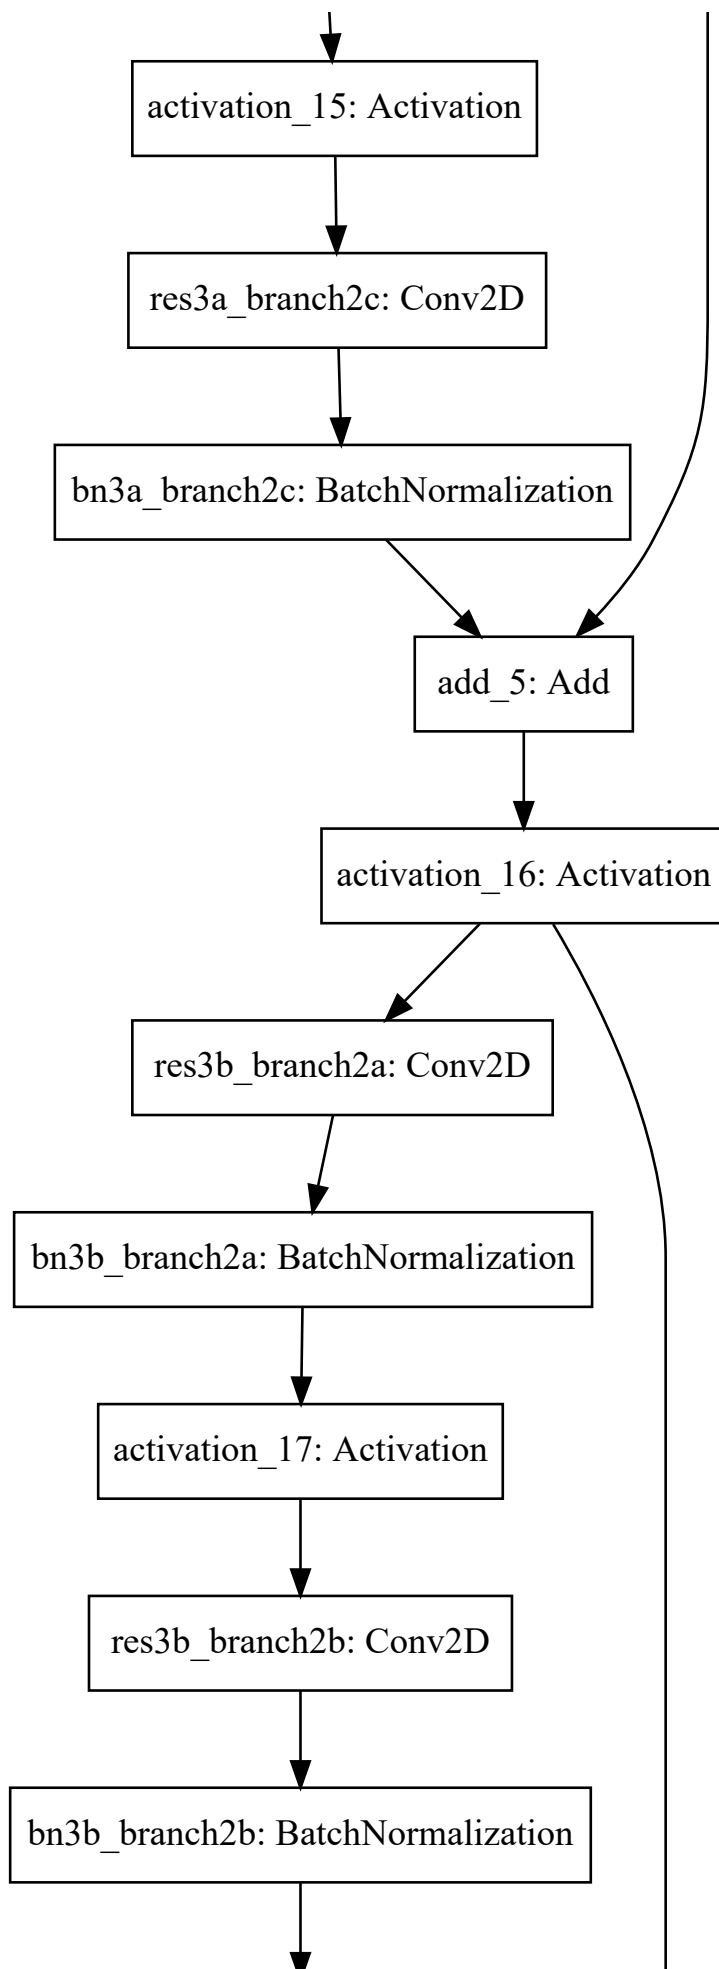 activation_15: Activation
res3a_branch2c: Conv2D
bn3a_branch2c: BatchNormalization
add_5: Add
activation_16: Activation
res3b_branch2a: Conv2D
bn3b_branch2a: BatchNormalization
activation_17: Activation
res3b_branch2b: Conv2D
bn3b_branch2b: BatchNormalization